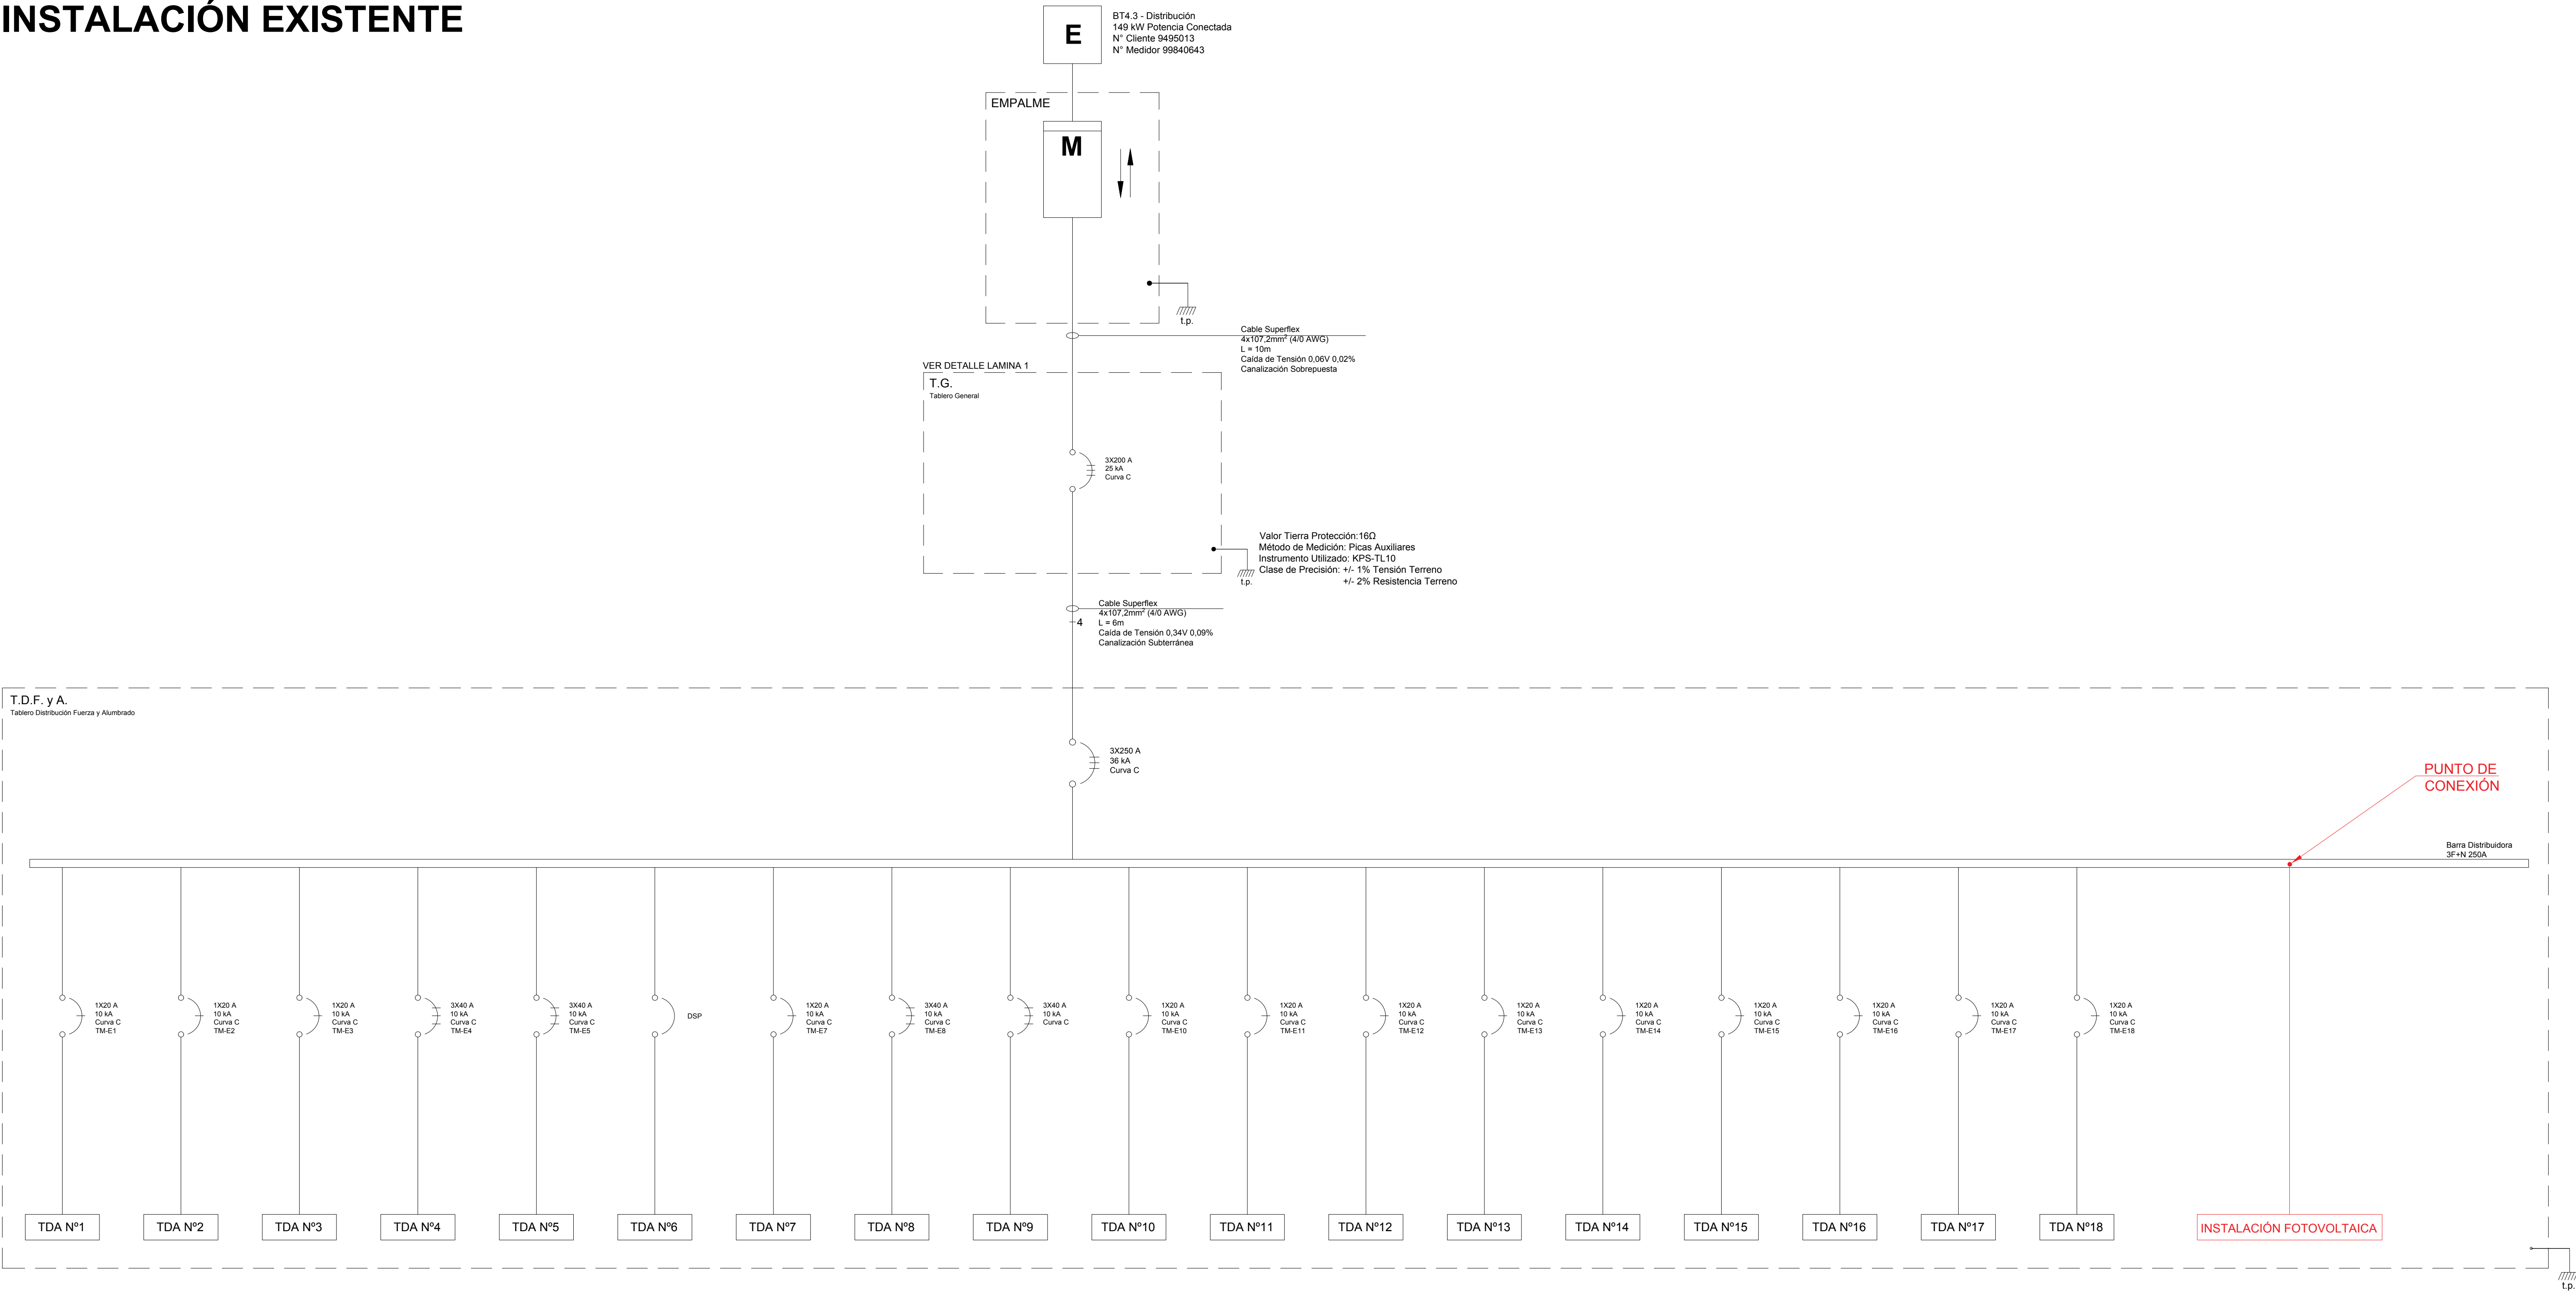 INSTALACIÓN EXISTENTE
E
BT4.3 - Distribución
149 kW Potencia Conectada
N° Cliente 9495013
N° Medidor 99840643
EMPALME
M
t.p.
Cable Superflex
4x107,2mm² (4/0 AWG)
L = 10m
Caída de Tensión 0,06V 0,02%
Canalización Sobrepuesta
VER DETALLE LAMINA 1
T.G.
Tablero General
3X200 A
25 kA
Curva C
Valor Tierra Protección:16Ω
Método de Medición: Picas Auxiliares
Instrumento Utilizado: KPS-TL10
Clase de Precisión: +/- 1% Tensión Terreno
+/- 2% Resistencia Terreno
t.p.
Cable Superflex
4x107,2mm² (4/0 AWG)
4
L = 6m
Caída de Tensión 0,34V 0,09%
Canalización Subterránea
T.D.F. y A.
Tablero Distribución Fuerza y Alumbrado
3X250 A
36 kA
Curva C
PUNTO DE
CONEXIÓN
Barra Distribuidora
3F+N 250A
1X20 A
10 kA
Curva C
TM-E1
1X20 A
10 kA
Curva C
TM-E2
1X20 A
10 kA
Curva C
TM-E3
3X40 A
10 kA
Curva C
TM-E4
3X40 A
10 kA
Curva C
TM-E5
DSP
1X20 A
10 kA
Curva C
TM-E7
3X40 A
10 kA
Curva C
TM-E8
3X40 A
10 kA
Curva C
1X20 A
10 kA
Curva C
TM-E10
1X20 A
10 kA
Curva C
TM-E11
1X20 A
10 kA
Curva C
TM-E12
1X20 A
10 kA
Curva C
TM-E13
1X20 A
10 kA
Curva C
TM-E14
1X20 A
10 kA
Curva C
TM-E15
1X20 A
10 kA
Curva C
TM-E16
1X20 A
10 kA
Curva C
TM-E17
1X20 A
10 kA
Curva C
TM-E18
TDA Nº1
TDA Nº2
TDA Nº3
TDA Nº4
TDA Nº5
TDA Nº6
TDA Nº7
TDA Nº8
TDA Nº9
TDA Nº10
TDA Nº11
TDA Nº12
TDA Nº13
TDA Nº14
TDA Nº15
TDA Nº16
TDA Nº17
TDA Nº18
INSTALACIÓN FOTOVOLTAICA
t.p.